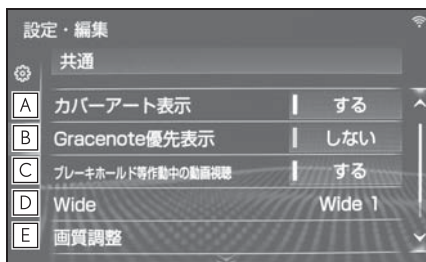 設定・編集
共通
A カバーアート表示 する
B Gracenote優先表示 しない
C ブレーキホールド等作動中の動画視聴 する
D Wide Wide 1
E 画質調整